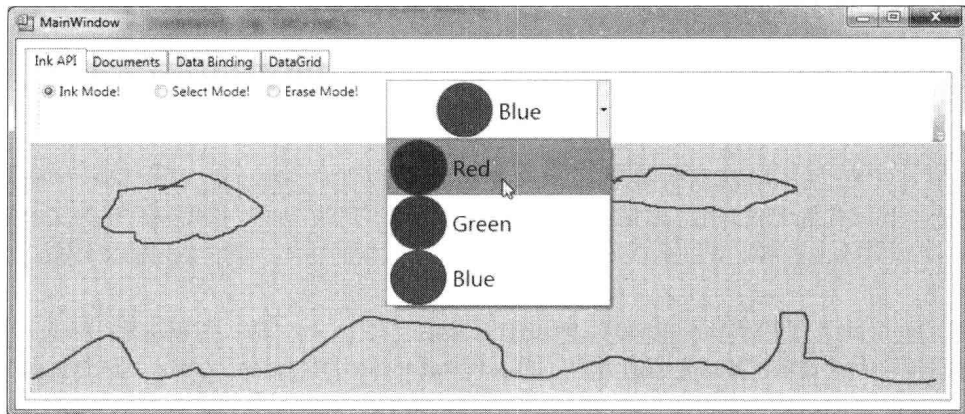 MainWindow
Ink API Documents Data Binding DataGrid
Ink Mode! Select Mode! Erase Mode!
Blue
Red
Green
Blue